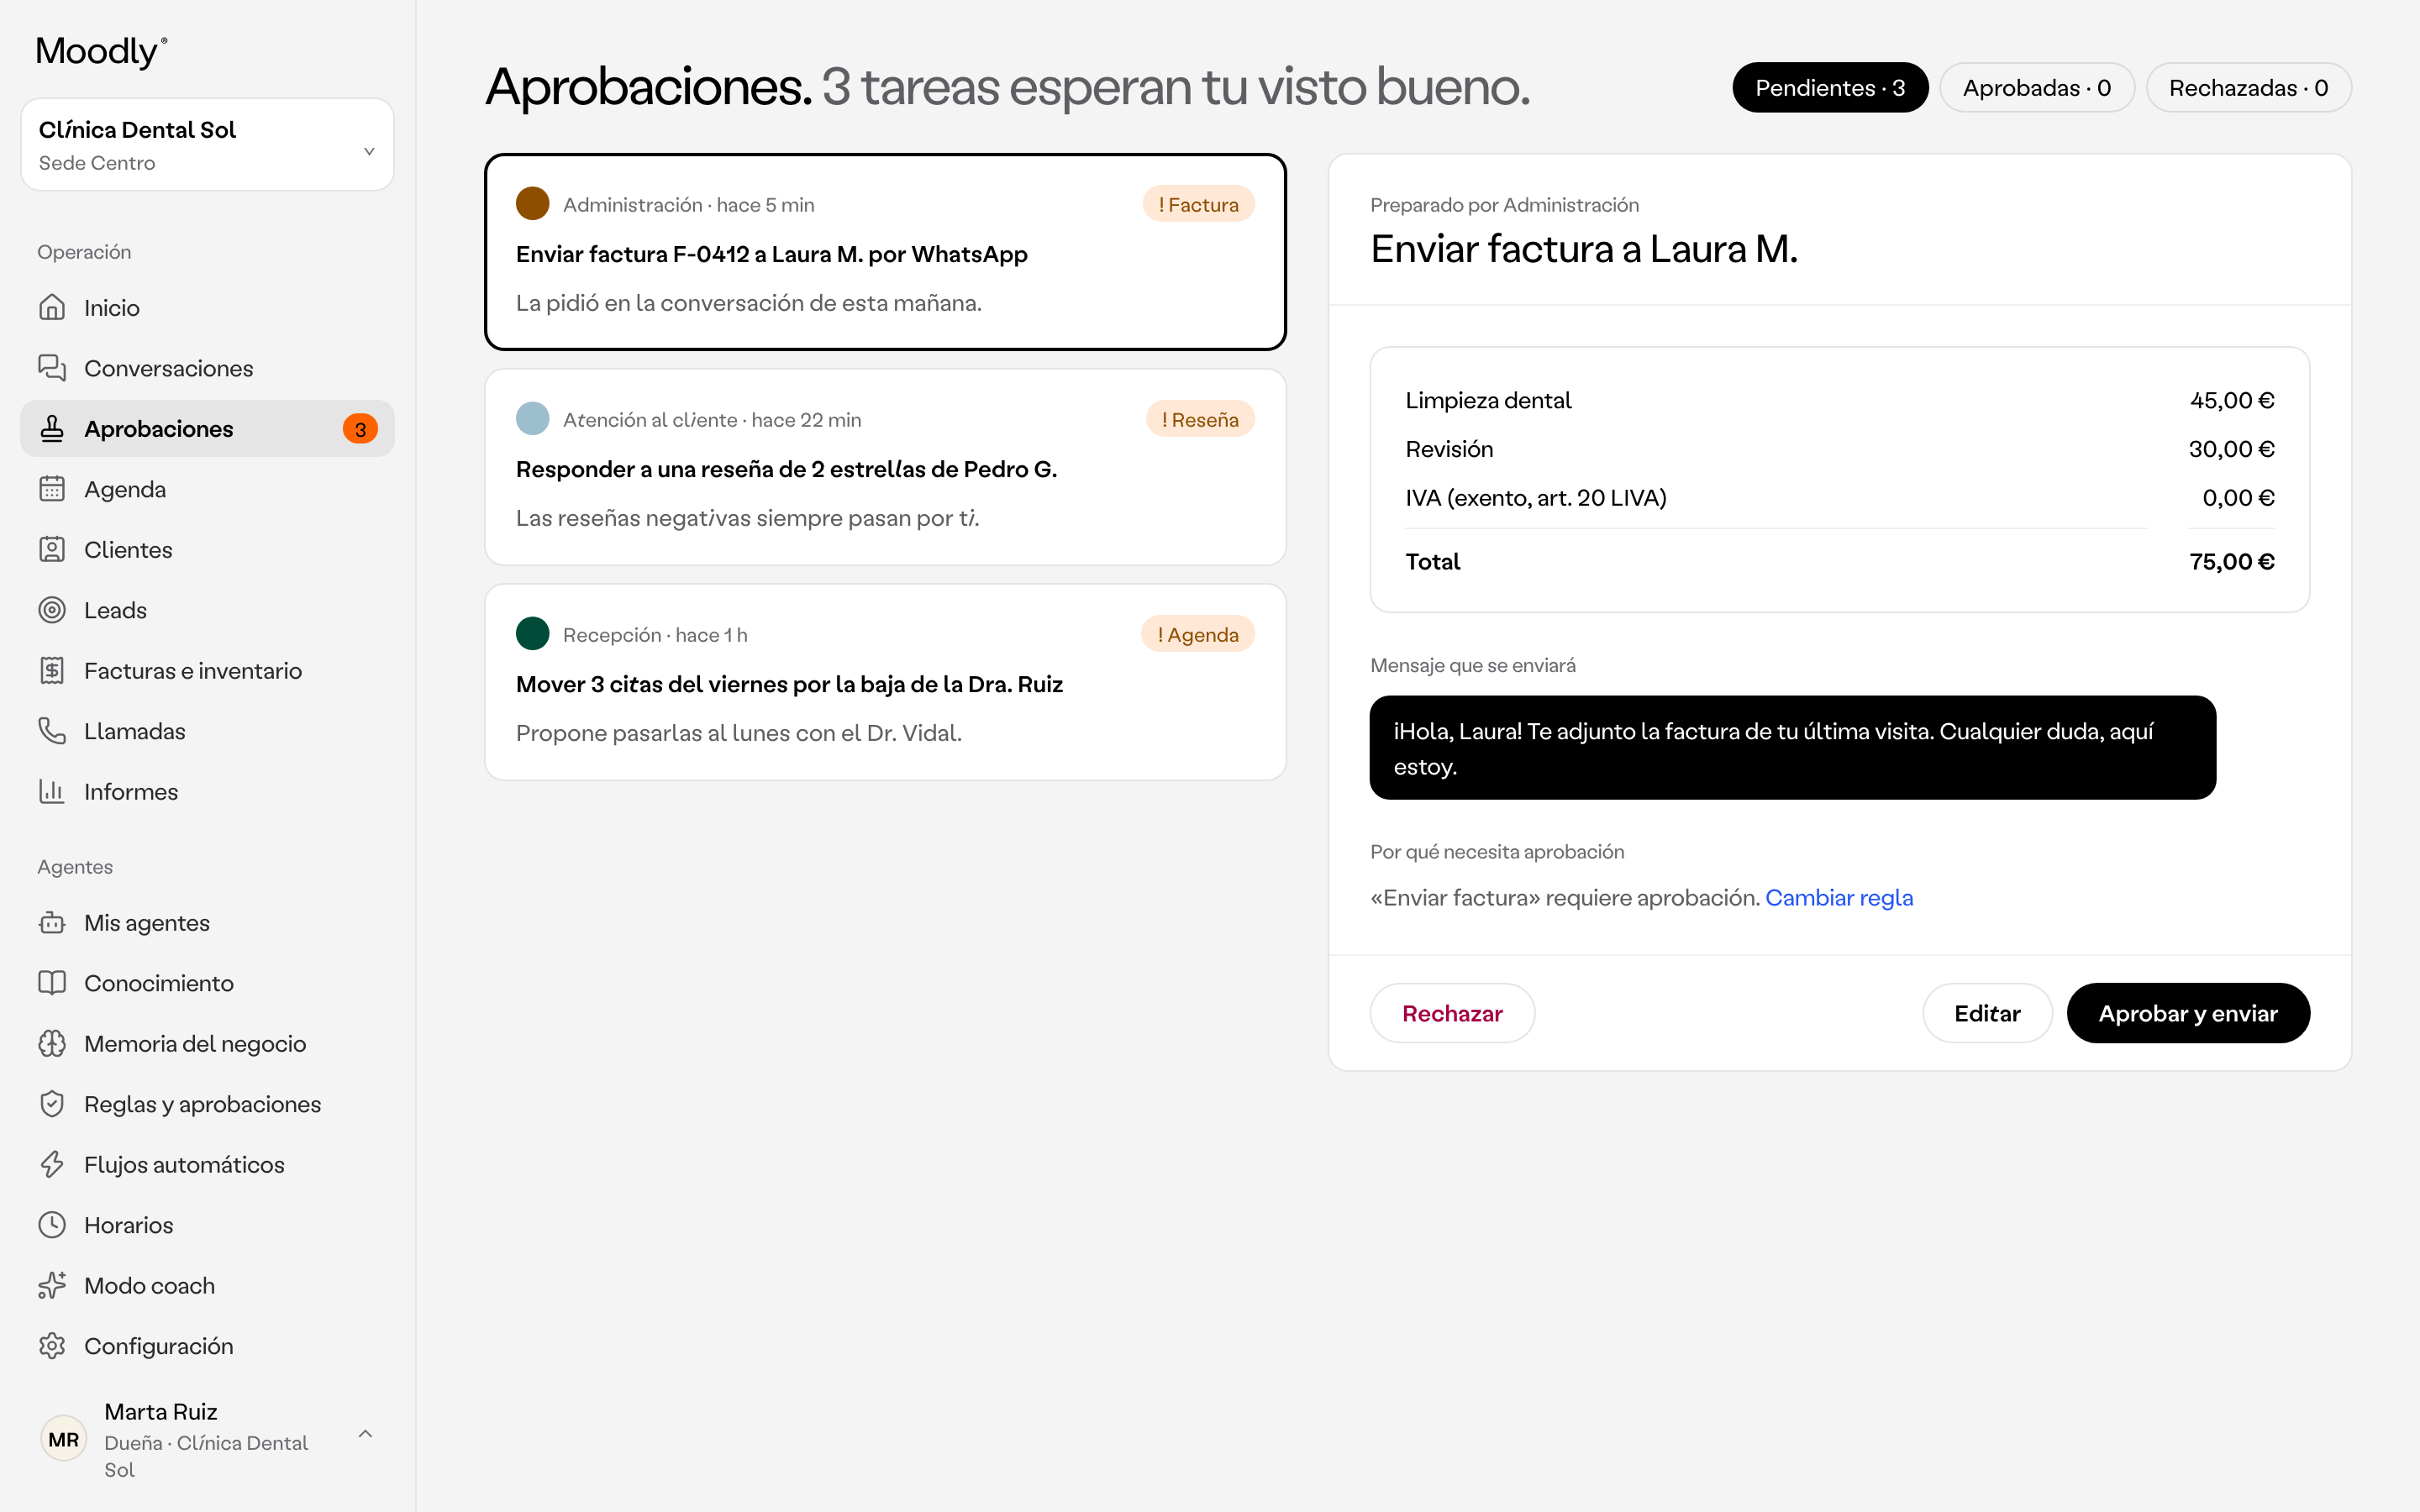 Moodly®
Clínica Dental Sol
Sede Centro
Operación
Inicio
Conversaciones
Aprobaciones
3
Agenda
Clientes
Leads
Facturas e inventario
Llamadas
Informes
Agentes
Mis agentes
Conocimiento
Memoria del negocio
Reglas y aprobaciones
Flujos automáticos
Horarios
Modo coach
Configuración
MR
Marta Ruiz
Dueña · Clínica Dental
Sol
Aprobaciones. 3 tareas esperan tu visto bueno.
Pendientes · 3
Aprobadas · 0
Rechazadas · 0
Administración · hace 5 min
! Factura
Enviar factura F-0412 a Laura M. por WhatsApp
La pidió en la conversación de esta mañana.
Atención al cliente · hace 22 min
! Reseña
Responder a una reseña de 2 estrellas de Pedro G.
Las reseñas negativas siempre pasan por ti.
Recepción · hace 1 h
! Agenda
Mover 3 citas del viernes por la baja de la Dra. Ruiz
Propone pasarlas al lunes con el Dr. Vidal.
Preparado por Administración
Enviar factura a Laura M.
Limpieza dental 45,00 €
Revisión 30,00 €
IVA (exento, art. 20 LIVA) 0,00 €
Total 75,00 €
Mensaje que se enviará
¡Hola, Laura! Te adjunto la factura de tu última visita. Cualquier duda, aquí
estoy.
Por qué necesita aprobación
«Enviar factura» requiere aprobación. Cambiar regla
Rechazar
Editar
Aprobar y enviar